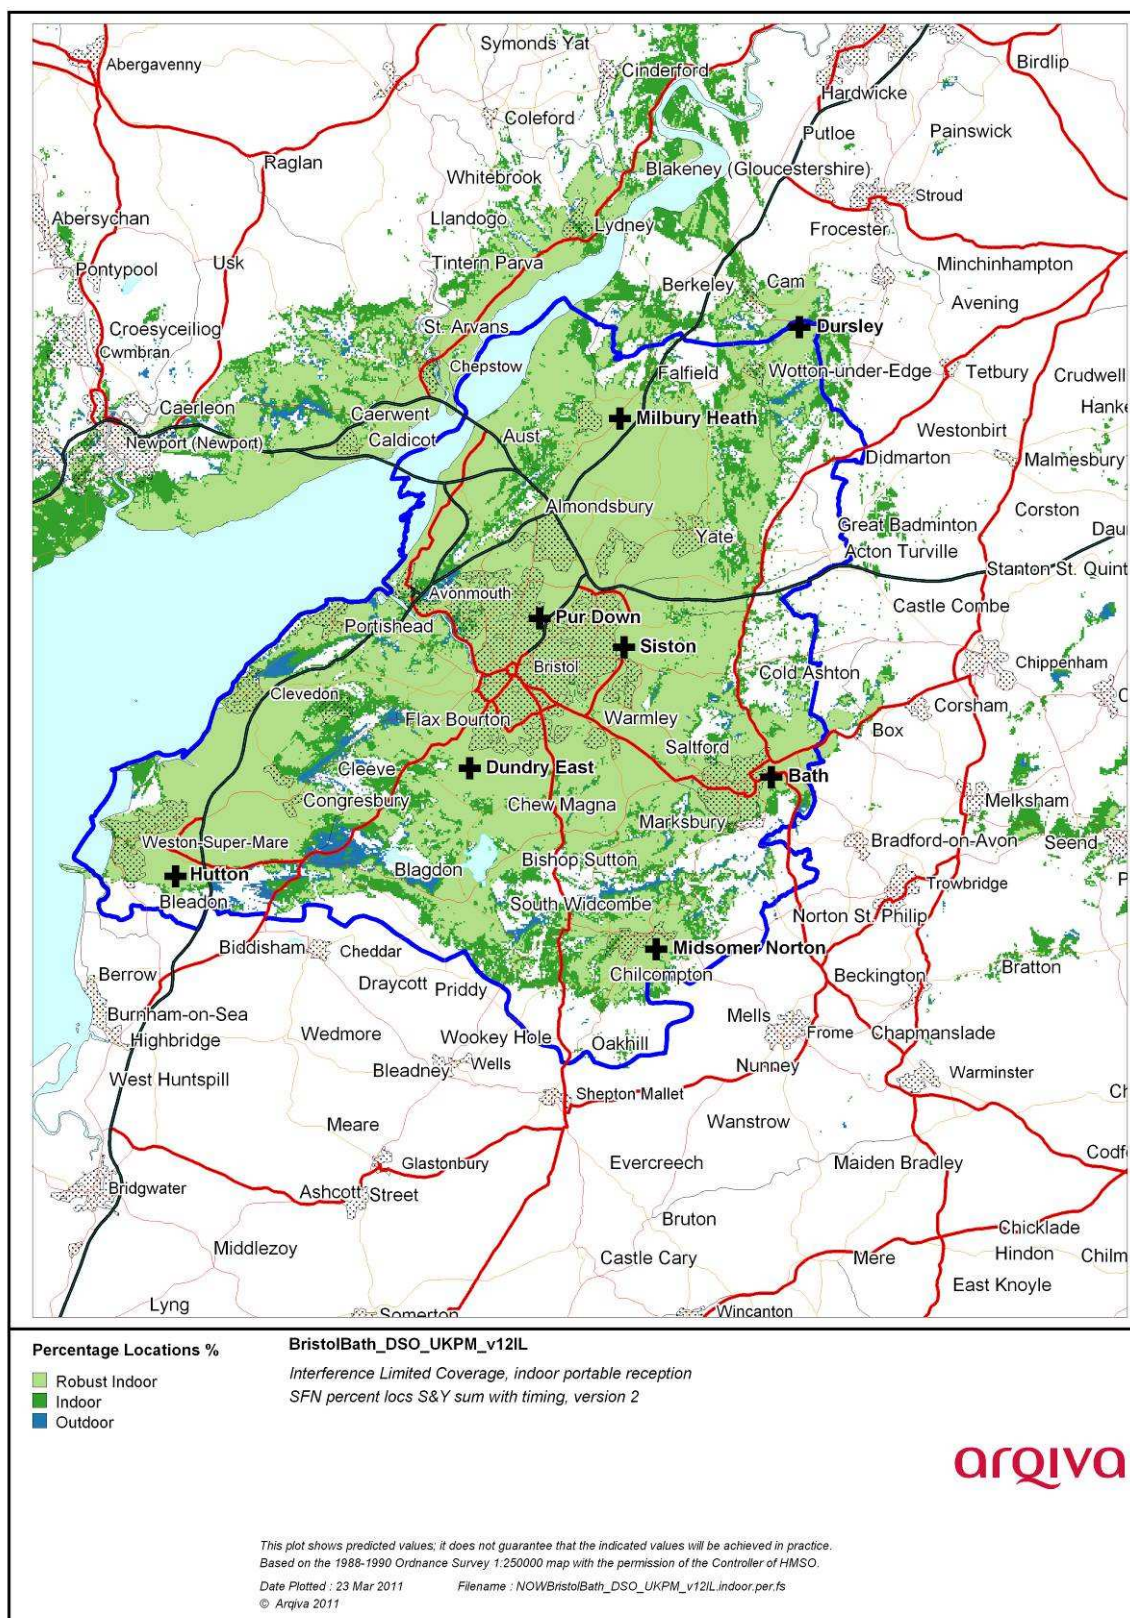 Symonds Yat
Birdlip
Abergavenny
Cinderford
Hardwicke
Coleford
Putloe
Painswick
Raglan
Blakeney (Gloucestershire)
Whitebrook
Stroud
Abersychan
Llandogo
Lydney
Frocester
Pontypool
Usk
Tintern Parva
Minchinhampton
Berkeley
Cam
Avening
Croesyceiliog
St. Arvans
Dursley
Cwmbran
Chepstow
Falfield
Wotton-under-Edge
Tetbury
Crudwell
Caerleon
Caerwent
Milbury Heath
Hanke
Newport (Newport)
Caldicot
Aust
Westonbirt
Didmarton
Malmesbury
Almondsbury
Corston
Yate
Great Badminton
Dau
Acton Turville
Stanton St. Quint
Avonmouth
Castle Combe
Portishead
Pur Down
Siston
Bristol
Cold Ashton
Chippenham
Clevedon
C
Flax Bourton
Warmley
Corsham
Saltford
Box
Cleeve
Dundry East
Bath
Congresbury
Chew Magna
Melksham
Marksbury
Weston-Super-Mare
Bradford-on-Avon
Seend
Bishop Sutton
Hutton
Blagdon
Trowbridge
P
Bleadon
South Widcombe
Norton St. Philip
Biddisham
Cheddar
Midsomer Norton
Berrow
Chilcompton
Beckington
Bratton
Draycott
Priddy
Burnham-on-Sea
Mells
Highbridge
Wedmore
Wookey Hole
Oakhill
Frome
Chapmanslade
West Huntspill
Bleadney
Wells
Nunney
Warminster
Shepton Mallet
Ch
Meare
Wanstrow
Glastonbury
Evercreech
Maiden Bradley
Codf
Bridgwater
Ashcott
Street
Bruton
Chicklade
Middlezoy
Castle Cary
Mere
Hindon
Chilm
East Knoyle
Lyng
Somerton
Wincanton
Percentage Locations %
Robust Indoor
Indoor
Outdoor
BristolBath_DSO_UKPM_v12IL
Interference Limited Coverage, indoor portable reception
SFN percent locs S&Y sum with timing, version 2
arqiva
This plot shows predicted values; it does not guarantee that the indicated values will be achieved in practice.
Based on the 1988-1990 Ordnance Survey 1:250000 map with the permission of the Controller of HMSO.
Date Plotted : 23 Mar 2011 Filename : NOWBristolBath_DSO_UKPM_v12IL.indoor.per.fs
© Arqiva 2011